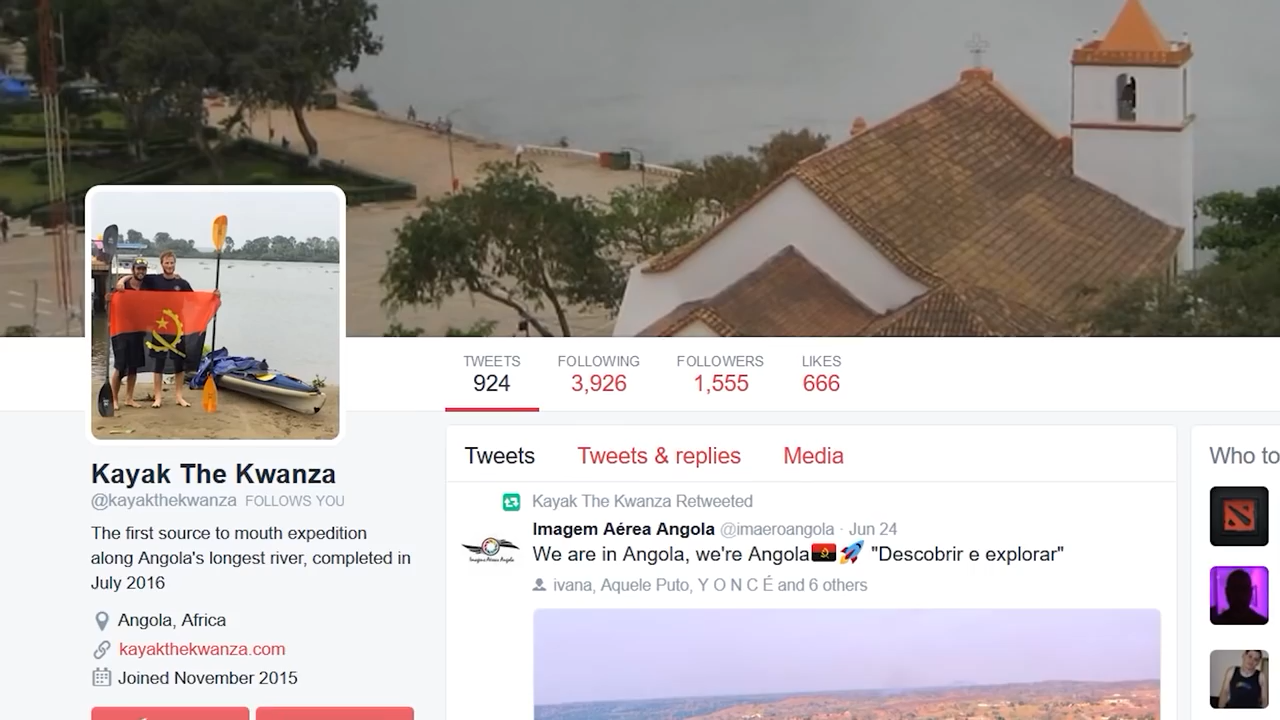 TWEETS FOLLOWING FOLLOWERS LIKES
924 3,926 1,555 666
Kayak The Kwanza
@kayakthekwanza FOLLOWS YOU
The first source to mouth expedition
along Angola's longest river, completed in
July 2016
Angola, Africa
kayakthekwanza.com
Joined November 2015
Tweets Tweets & replies Media
Kayak The Kwanza Retweeted
Imagem Aérea Angola @imaeroangola · Jun 24
We are in Angola, we're Angola🇦🇴🚀 "Descobrir e explorar"
ivana, Aquele Puto, Y O N C É and 6 others
Who to